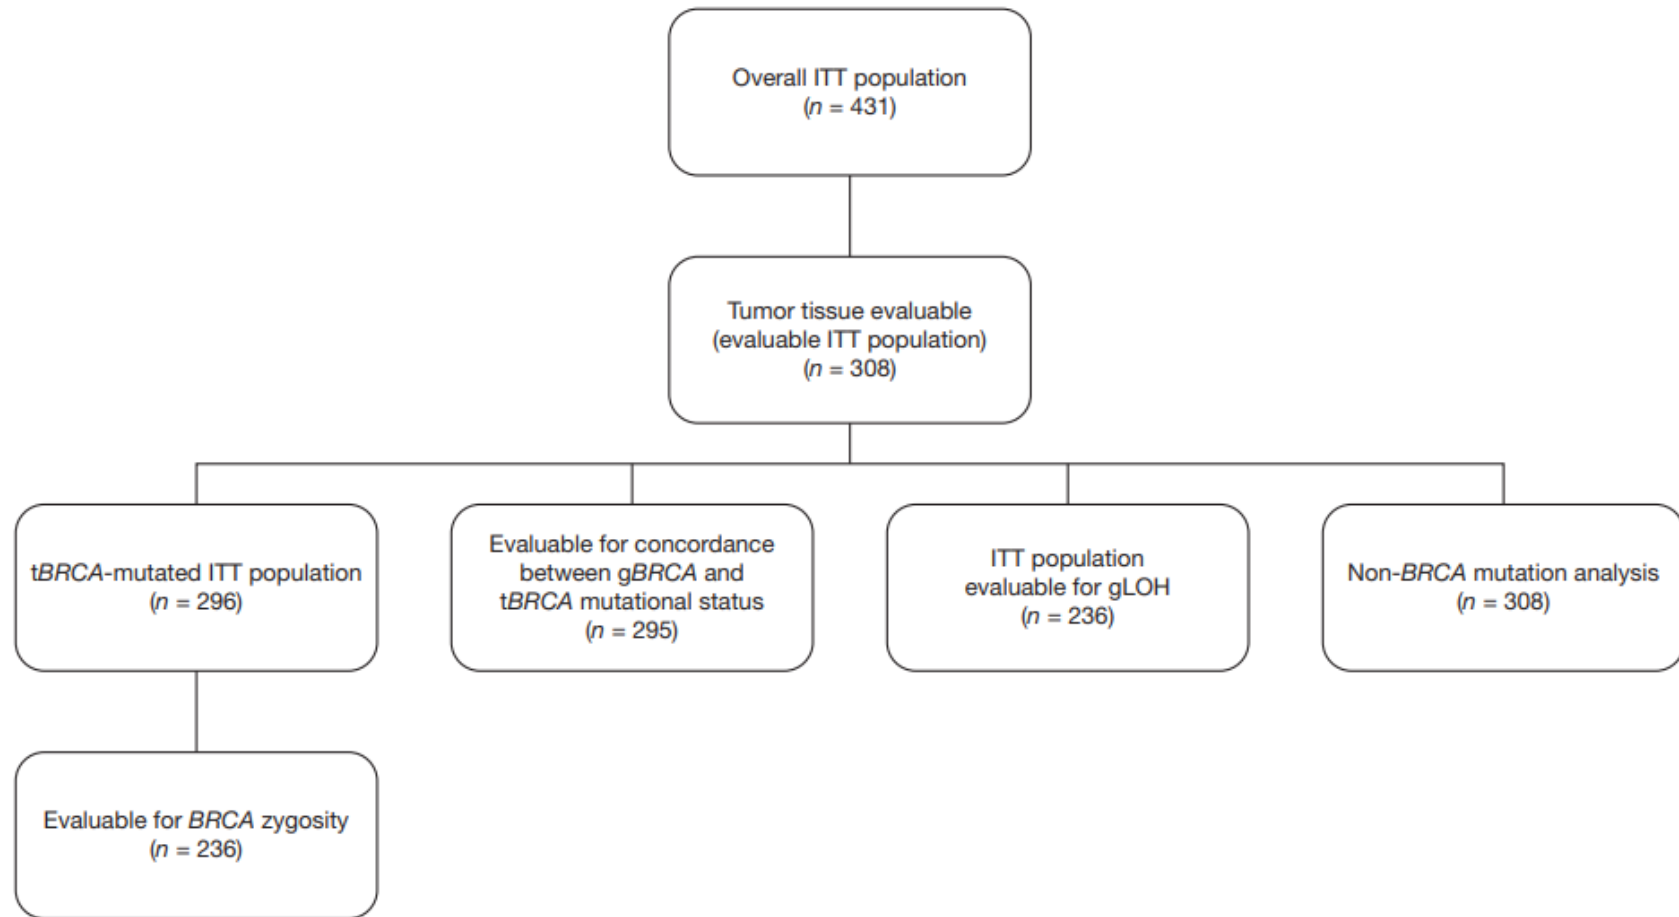 Overall ITT population
(n = 431)
Tumor tissue evaluable
(evaluable ITT population)
(n = 308)
tBRCA-mutated ITT population
(n = 296)
Evaluable for concordance
between gBRCA and
tBRCA mutational status
(n = 295)
ITT population
evaluable for gLOH
(n = 236)
Non-BRCA mutation analysis
(n = 308)
Evaluable for BRCA zygosity
(n = 236)